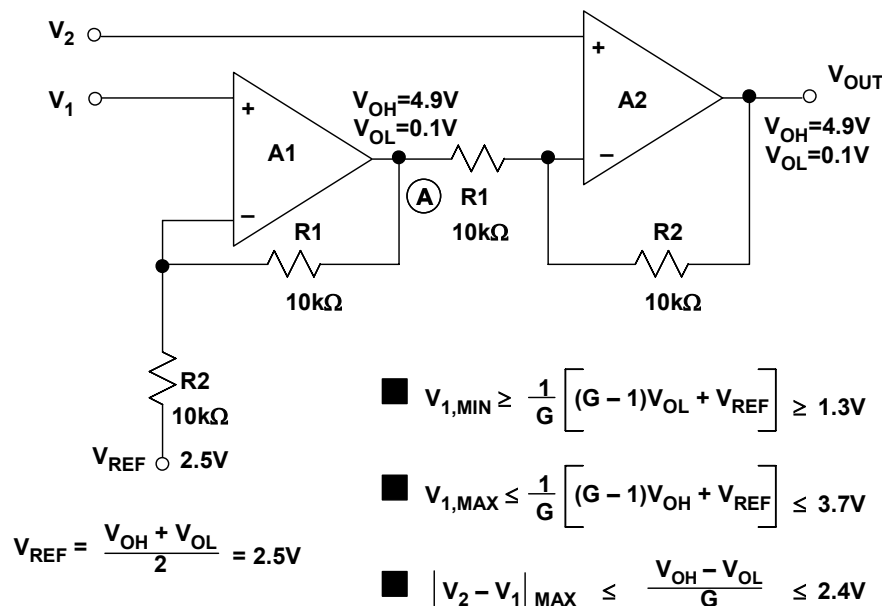 V2
V1
+
A1
−
VOH=4.9V
VOL=0.1V
A
R1
10kΩ
+
A2
−
VOUT
VOH=4.9V
VOL=0.1V
R1
10kΩ
R2
10kΩ
R2
10kΩ
VREF 2.5V
VREF = VOH + VOL / 2 = 2.5V
V1,MIN ≥ 1/G [(G – 1)VOL + VREF] ≥ 1.3V
V1,MAX ≤ 1/G [(G – 1)VOH + VREF] ≤ 3.7V
|V2 – V1| MAX ≤ VOH – VOL / G ≤ 2.4V